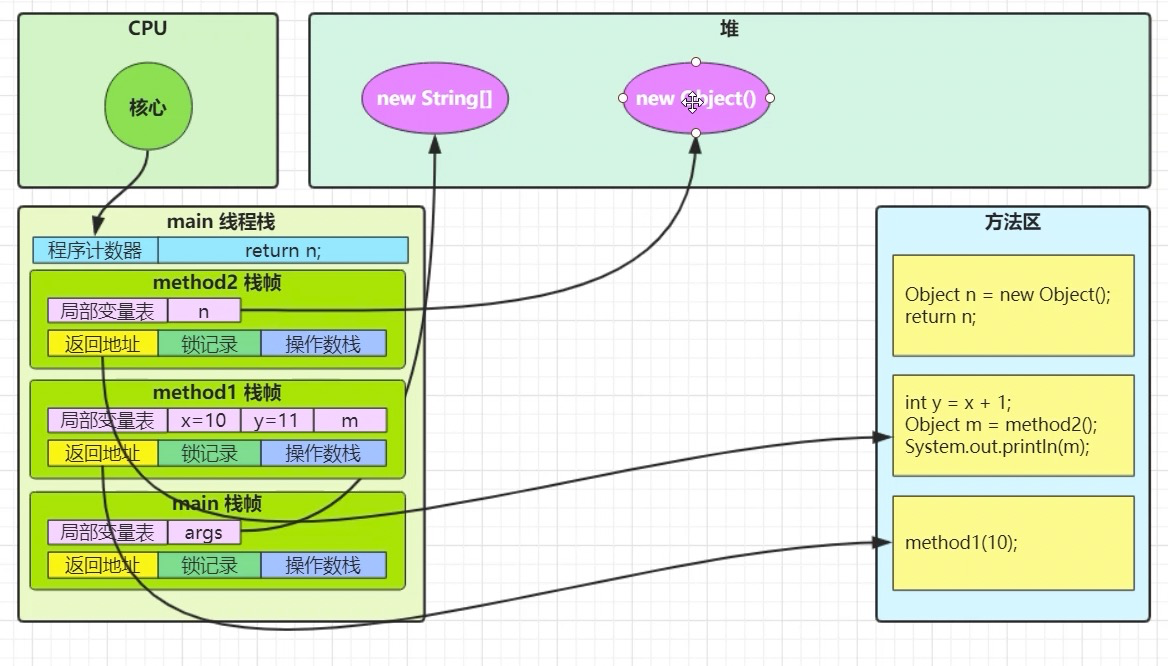 CPU
核心
堆
new String[]
new Object()
main 线程栈
程序计数器
return n;
method2 栈帧
局部变量表
n
返回地址
锁记录
操作数栈
method1 栈帧
局部变量表
x=10
y=11
m
返回地址
锁记录
操作数栈
main 栈帧
局部变量表
args
返回地址
锁记录
操作数栈
方法区
Object n = new Object();
return n;
int y = x + 1;
Object m = method2();
System.out.println(m);
method1(10);